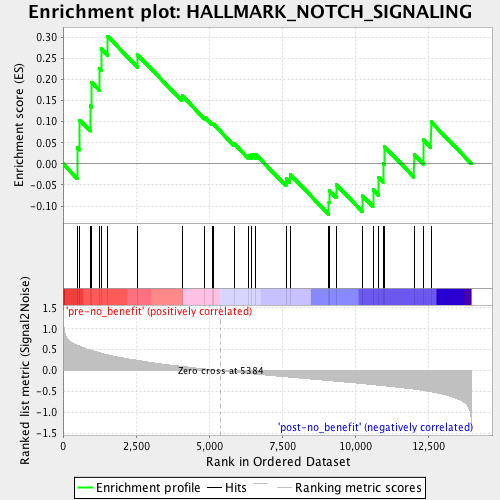 Enrichment plot: HALLMARK_NOTCH_SIGNALING
Enrichment score (ES)
0.30
0.25
0.20
0.15
0.10
0.05
0.00
-0.05
-0.10
'pre-no_benefit' (positively correlated)
Ranked list metric (Signal2Noise)
1.5
1.0
0.5
0.0
-0.5
-1.0
-1.5
Zero cross at 5384
'post-no_benefit' (negatively correlated)
0 2,500 5,000 7,500 10,000 12,500
Rank in Ordered Dataset
Enrichment profile Hits Ranking metric scores